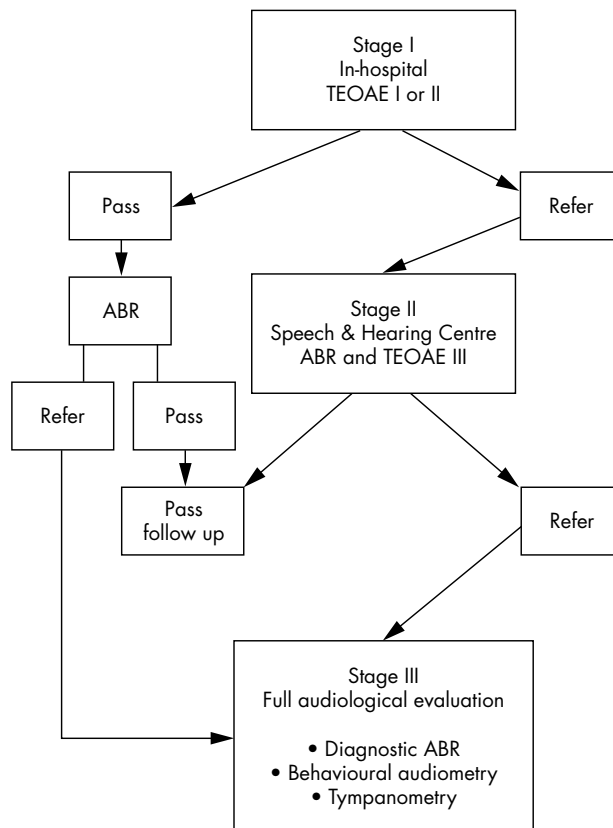 Stage I
In-hospital
TEOAE I or II
Pass
Refer
ABR
Stage II
Speech & Hearing Centre
ABR and TEOAE III
Refer
Pass
Pass
follow up
Refer
Stage III
Full audiological evaluation
• Diagnostic ABR
• Behavioural audiometry
• Tympanometry